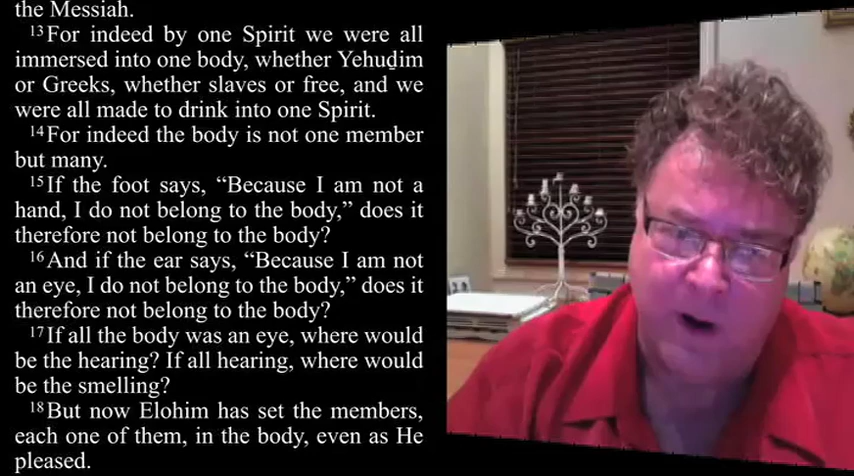 the Messiah.
¹³For indeed by one Spirit we were all
immersed into one body, whether Yehuḏim
or Greeks, whether slaves or free, and we
were all made to drink into one Spirit.
¹⁴For indeed the body is not one member
but many.
¹⁵If the foot says, “Because I am not a
hand, I do not belong to the body,” does it
therefore not belong to the body?
¹⁶And if the ear says, “Because I am not
an eye, I do not belong to the body,” does it
therefore not belong to the body?
¹⁷If all the body was an eye, where would
be the hearing? If all hearing, where would
be the smelling?
¹⁸But now Elohim has set the members,
each one of them, in the body, even as He
pleased.